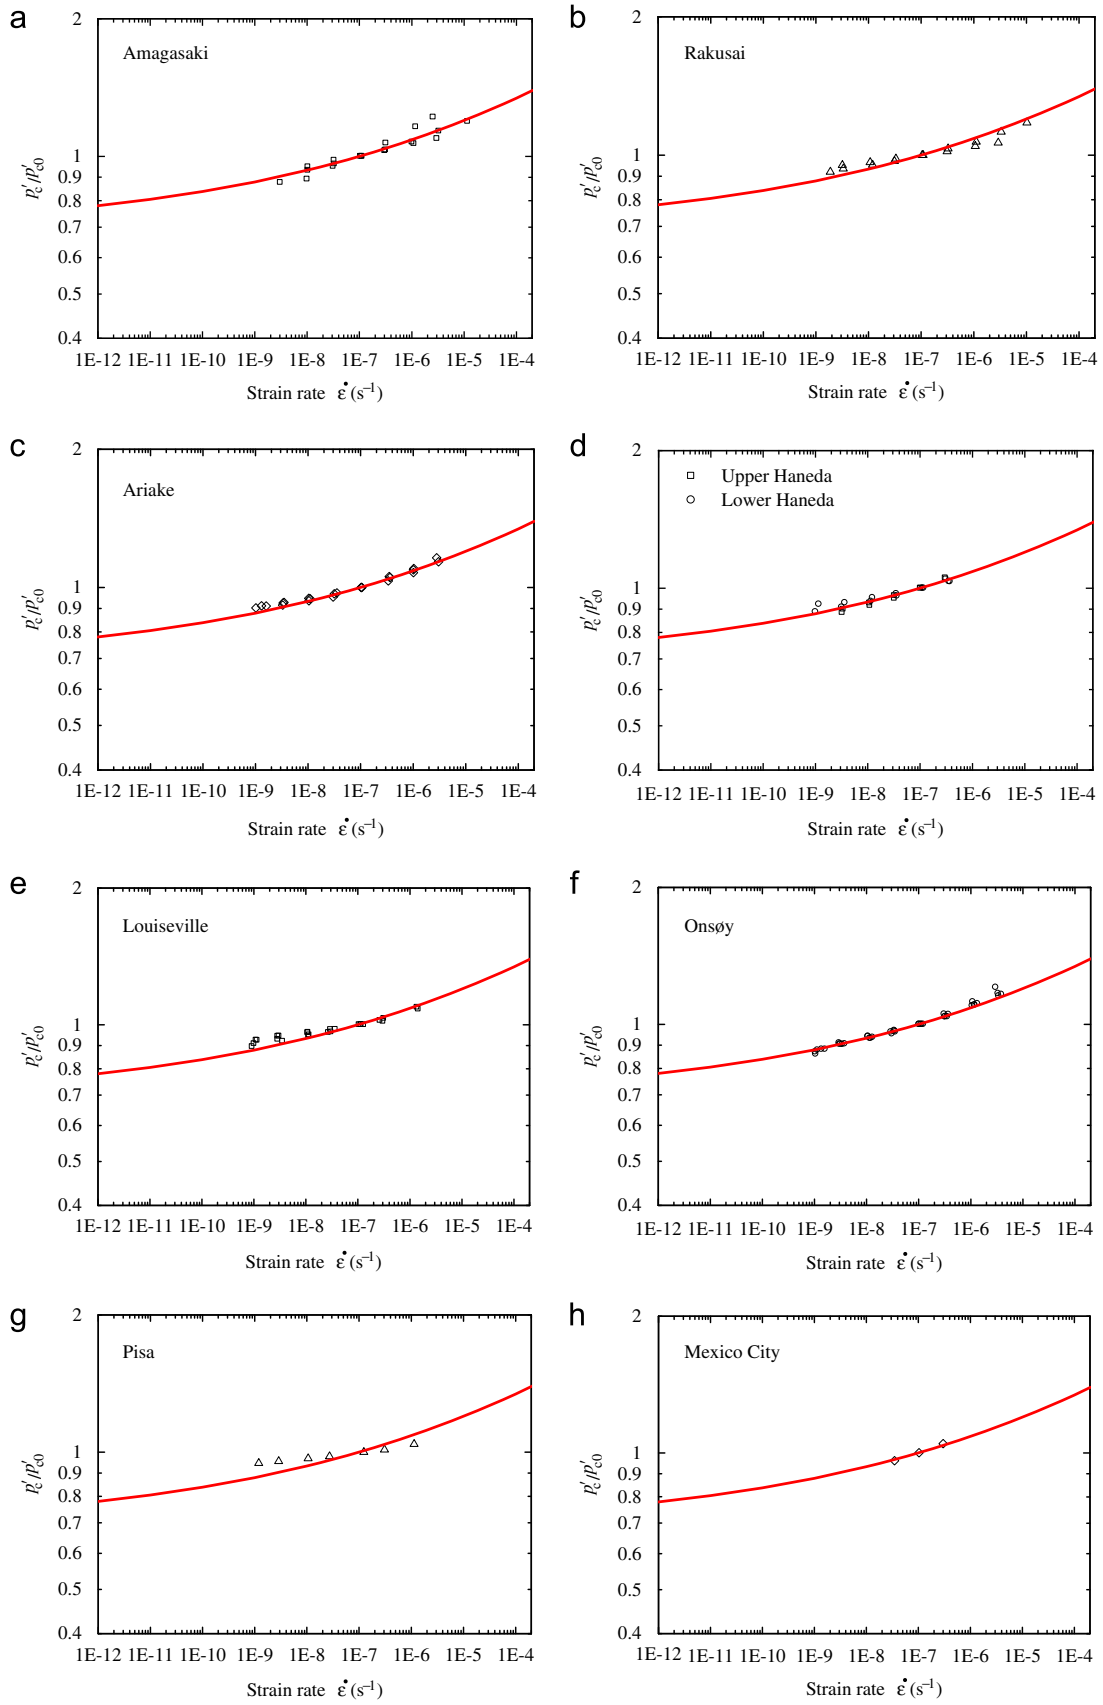 a
b
2
Amagasaki
1
0.9
0.8
0.7
0.6
0.5
0.4
p′c/p′c0
1E-12 1E-11 1E-10 1E-9 1E-8 1E-7 1E-6 1E-5 1E-4
Strain rate ε̇ (s⁻¹)
2
Rakusai
1
0.9
0.8
0.7
0.6
0.5
0.4
p′c/p′c0
1E-12 1E-11 1E-10 1E-9 1E-8 1E-7 1E-6 1E-5 1E-4
Strain rate ε̇ (s⁻¹)
c
d
2
Ariake
1
0.9
0.8
0.7
0.6
0.5
0.4
p′c/p′c0
1E-12 1E-11 1E-10 1E-9 1E-8 1E-7 1E-6 1E-5 1E-4
Strain rate ε̇ (s⁻¹)
2
Upper Haneda
Lower Haneda
1
0.9
0.8
0.7
0.6
0.5
0.4
p′c/p′c0
1E-12 1E-11 1E-10 1E-9 1E-8 1E-7 1E-6 1E-5 1E-4
Strain rate ε̇ (s⁻¹)
e
f
2
Louiseville
1
0.9
0.8
0.7
0.6
0.5
0.4
p′c/p′c0
1E-12 1E-11 1E-10 1E-9 1E-8 1E-7 1E-6 1E-5 1E-4
Strain rate ε̇ (s⁻¹)
2
Onsøy
1
0.9
0.8
0.7
0.6
0.5
0.4
p′c/p′c0
1E-12 1E-11 1E-10 1E-9 1E-8 1E-7 1E-6 1E-5 1E-4
Strain rate ε̇ (s⁻¹)
g
h
2
Pisa
1
0.9
0.8
0.7
0.6
0.5
0.4
p′c/p′c0
1E-12 1E-11 1E-10 1E-9 1E-8 1E-7 1E-6 1E-5 1E-4
Strain rate ε̇ (s⁻¹)
2
Mexico City
1
0.9
0.8
0.7
0.6
0.5
0.4
p′c/p′c0
1E-12 1E-11 1E-10 1E-9 1E-8 1E-7 1E-6 1E-5 1E-4
Strain rate ε̇ (s⁻¹)